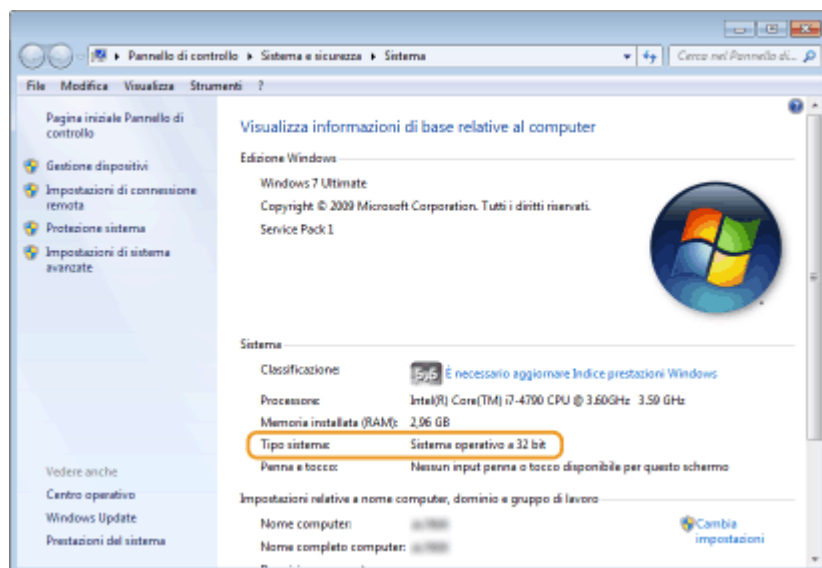 Pannello di controllo ▸ Sistema e sicurezza ▸ Sistema
Cerca nel Pannello di...
File Modifica Visualizza Strumenti ?
Pagina iniziale Pannello di
controllo
Gestione dispositivi
Impostazioni di connessione
remota
Protezione sistema
Impostazioni di sistema
avanzate
Vedere anche
Centro operativo
Windows Update
Prestazioni del sistema
Visualizza informazioni di base relative al computer
Edizione Windows
Windows 7 Ultimate
Copyright © 2009 Microsoft Corporation. Tutti i diritti riservati.
Service Pack 1
Sistema
Classificazione: 5,6 È necessario aggiornare Indice prestazioni Windows
Processore: Intel(R) Core(TM) i7-4790 CPU @ 3.60GHz 3.59 GHz
Memoria installata (RAM): 2,96 GB
Tipo sistema: Sistema operativo a 32 bit
Penna e tocco: Nessun input penna o tocco disponibile per questo schermo
Impostazioni relative a nome computer, dominio e gruppo di lavoro
Nome computer:
Nome completo computer:
Cambia
impostazioni